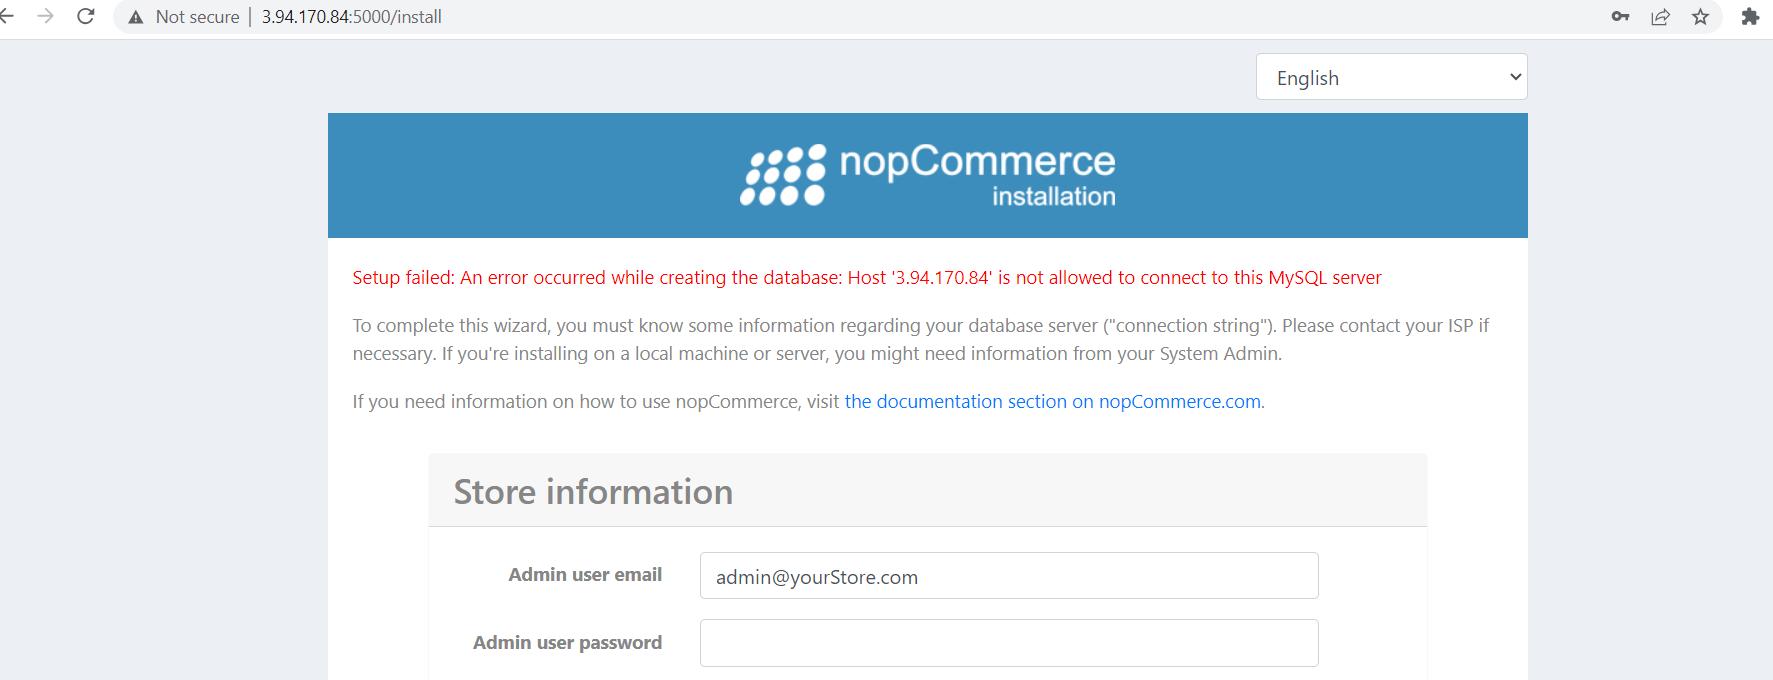 Not secure | 3.94.170.84:5000/install
English
nopCommerce
installation
Setup failed: An error occurred while creating the database: Host '3.94.170.84' is not allowed to connect to this MySQL server
To complete this wizard, you must know some information regarding your database server ("connection string"). Please contact your ISP if
necessary. If you're installing on a local machine or server, you might need information from your System Admin.
If you need information on how to use nopCommerce, visit the documentation section on nopCommerce.com.
Store information
Admin user email
admin@yourStore.com
Admin user password